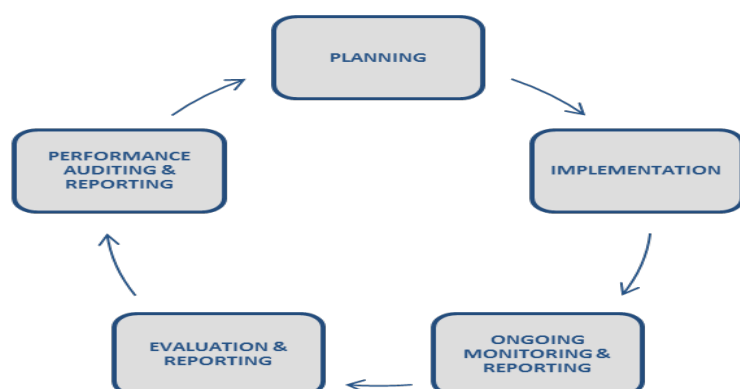 PLANNING
IMPLEMENTATION
ONGOING
MONITORING &
REPORTING
EVALUATION &
REPORTING
PERFORMANCE
AUDITING &
REPORTING